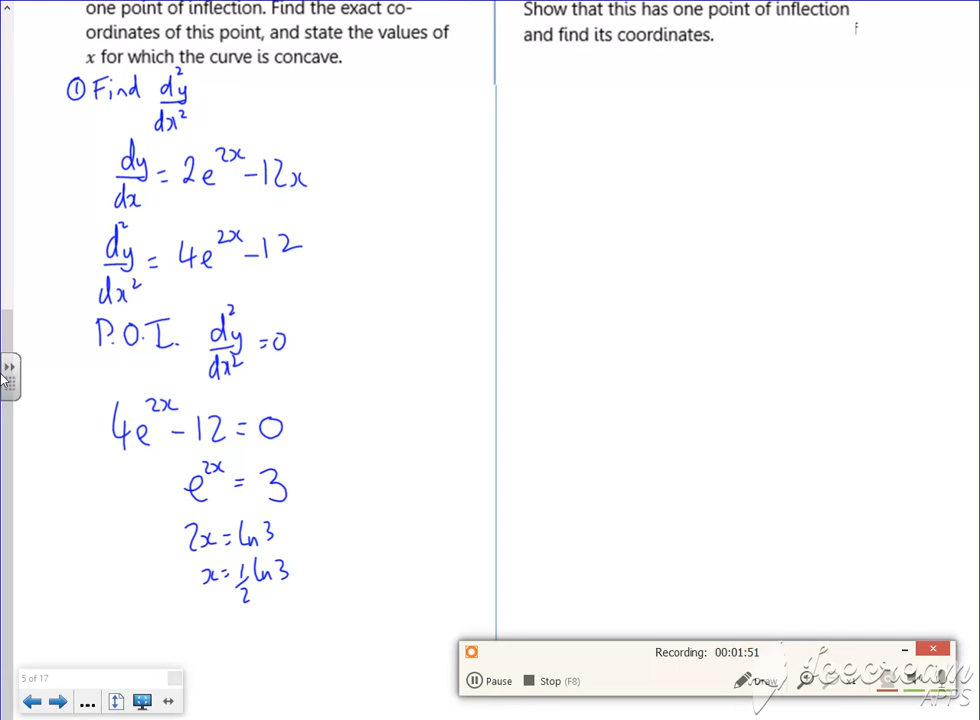 one point of inflection. Find the exact co-
ordinates of this point, and state the values of
x for which the curve is concave.
① Find d²y/dx²
dy/dx = 2e^2x - 12x
d²y/dx² = 4e^2x - 12
P.O.I. d²y/dx² = 0
4e^2x - 12 = 0
e^2x = 3
2x = ln3
x = 1/2 ln3
Show that this has one point of inflection
and find its coordinates.
Recording: 00:01:51
Pause
Stop (F8)
Draw
x1
Icecream
APPS
5 of 17